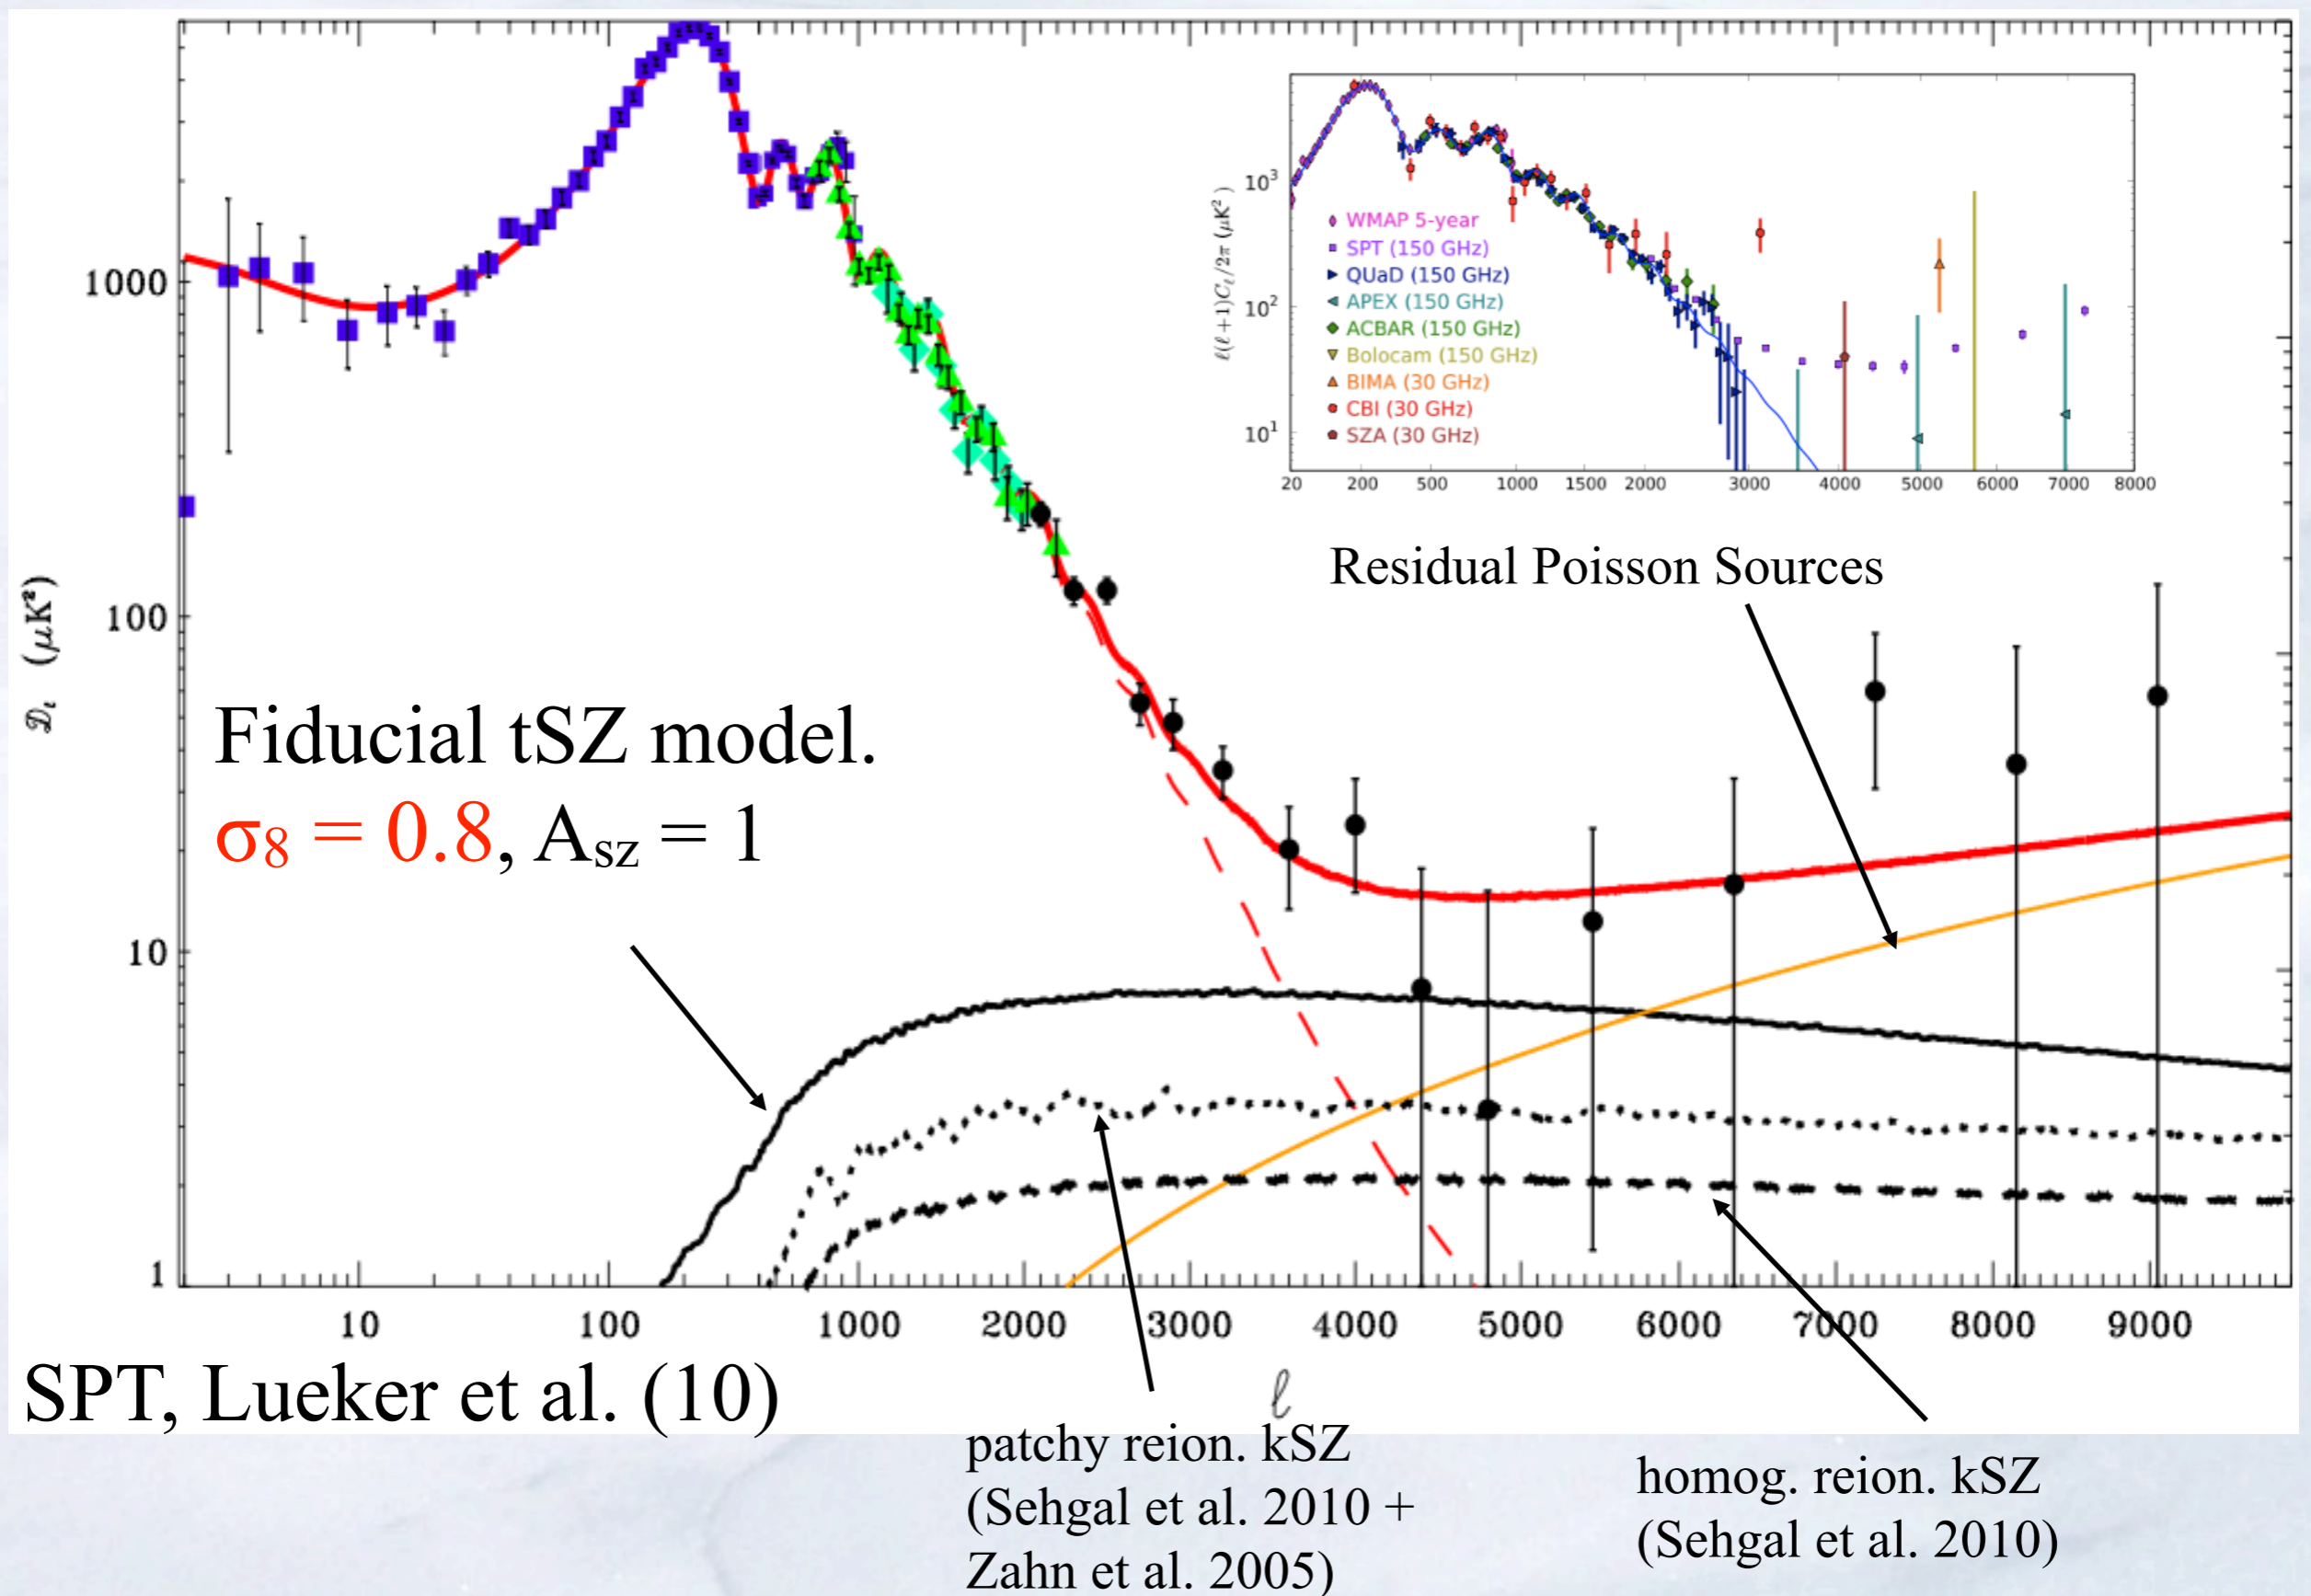 1000
100
10
1
𝒟ℓ (μK²)
10 100 1000 2000 3000 4000 5000 6000 7000 8000 9000
ℓ
ℓ(ℓ+1)Cℓ/2π (μK²)
10³
10²
10¹
WMAP 5-year
SPT (150 GHz)
QUaD (150 GHz)
APEX (150 GHz)
ACBAR (150 GHz)
Bolocam (150 GHz)
BIMA (30 GHz)
CBI (30 GHz)
SZA (30 GHz)
20 200 500 1000 1500 2000 3000 4000 5000 6000 7000 8000
Residual Poisson Sources
Fiducial tSZ model.
σ₈ = 0.8, Asz = 1
SPT, Lueker et al. (10)
patchy reion. kSZ
(Sehgal et al. 2010 +
Zahn et al. 2005)
homog. reion. kSZ
(Sehgal et al. 2010)